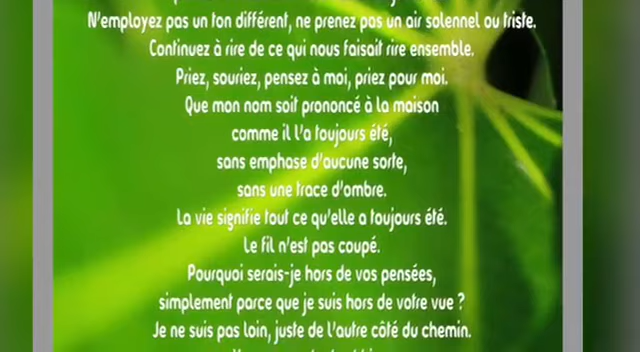 N'employez pas un ton différent, ne prenez pas un air solennel ou triste.
Continuez à rire de ce qui nous faisait rire ensemble.
Priez, souriez, pensez à moi, priez pour moi.
Que mon nom soit prononcé à la maison
comme il l'a toujours été,
sans emphase d'aucune sorte,
sans une trace d'ombre.
La vie signifie tout ce qu'elle a toujours été.
Le fil n'est pas coupé.
Pourquoi serais-je hors de vos pensées,
simplement parce que je suis hors de votre vue ?
Je ne suis pas loin, juste de l'autre côté du chemin.